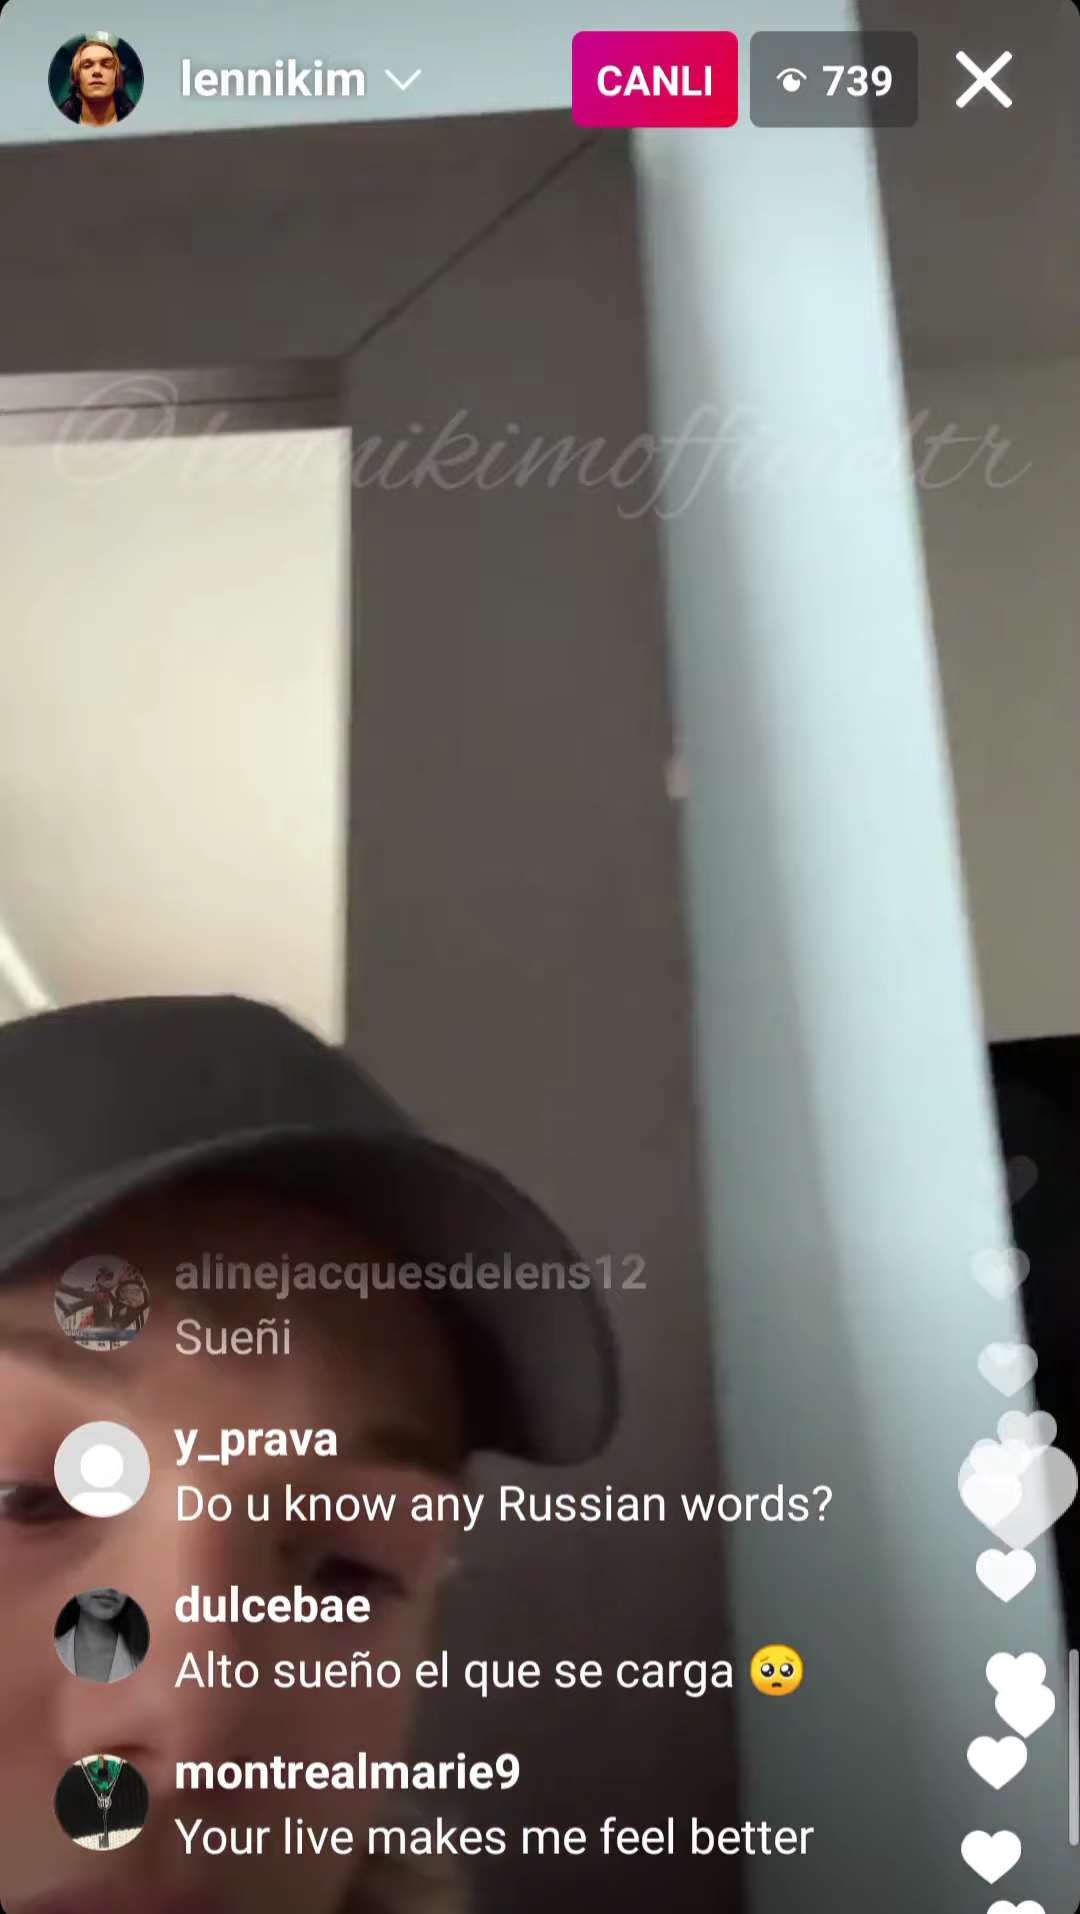 lennikim
CANLI
739
@lennikimofficialtr
alinejacquesdelens12
Sueñi
y_prava
Do u know any Russian words?
dulcebae
Alto sueño el que se carga 🥺
montrealmarie9
Your live makes me feel better